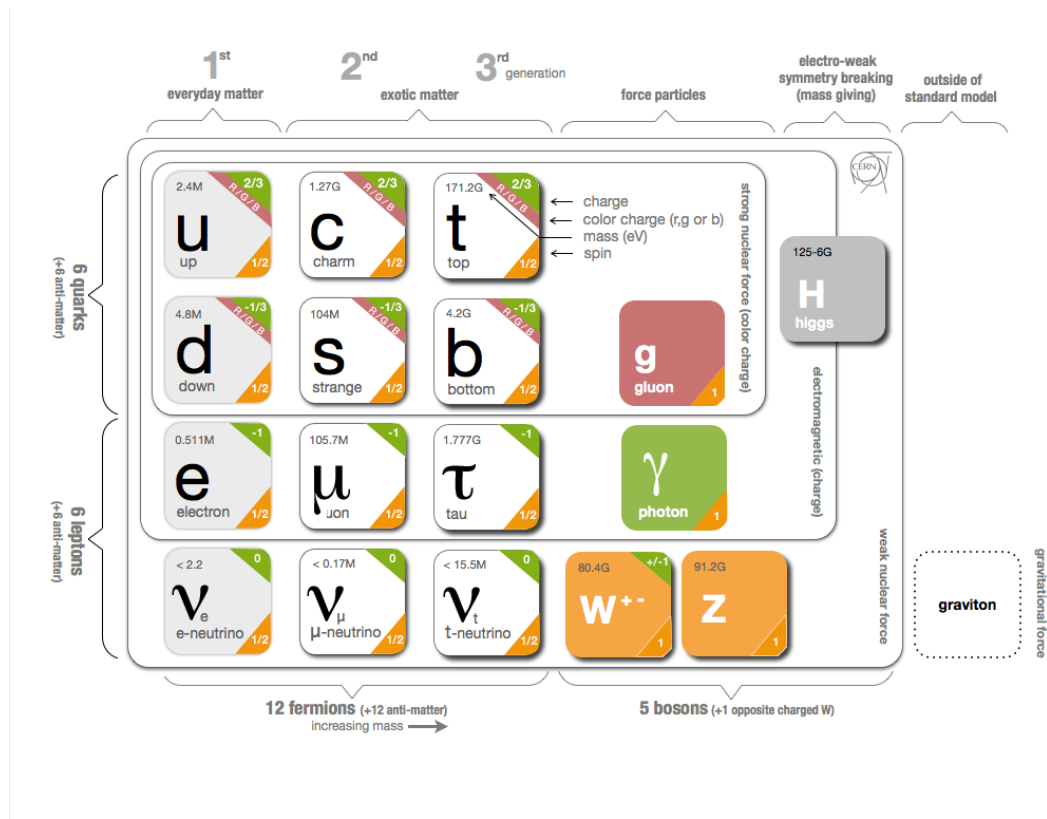 1st
everyday matter
2nd
3rd generation
exotic matter
force particles
electro-weak
symmetry breaking
(mass giving)
outside of
standard model
6 quarks
(+6 anti-matter)
6 leptons
(+6 anti-matter)
2.4M
2/3
R/G/B
u
up
1/2
1.27G
2/3
R/G/B
c
charm
1/2
171.2G
2/3
R/G/B
t
top
1/2
charge
color charge (r,g or b)
mass (eV)
spin
strong nuclear force (color charge)
CERN
125-6G
H
higgs
4.8M
-1/3
R/G/B
d
down
1/2
104M
-1/3
R/G/B
s
strange
1/2
4.2G
-1/3
R/G/B
b
bottom
1/2
g
gluon
1
electromagnetic (charge)
0.511M
-1
e
electron
1/2
105.7M
-1
μ
uon
1/2
1.777G
-1
τ
tau
1/2
γ
photon
1
weak nuclear force
< 2.2
0
νe
e-neutrino
1/2
< 0.17M
0
νμ
μ-neutrino
1/2
< 15.5M
0
νt
t-neutrino
1/2
80.4G
+/-1
W+ -
1
91.2G
Z
1
graviton
gravitational force
12 fermions (+12 anti-matter)
increasing mass
5 bosons (+1 opposite charged W)